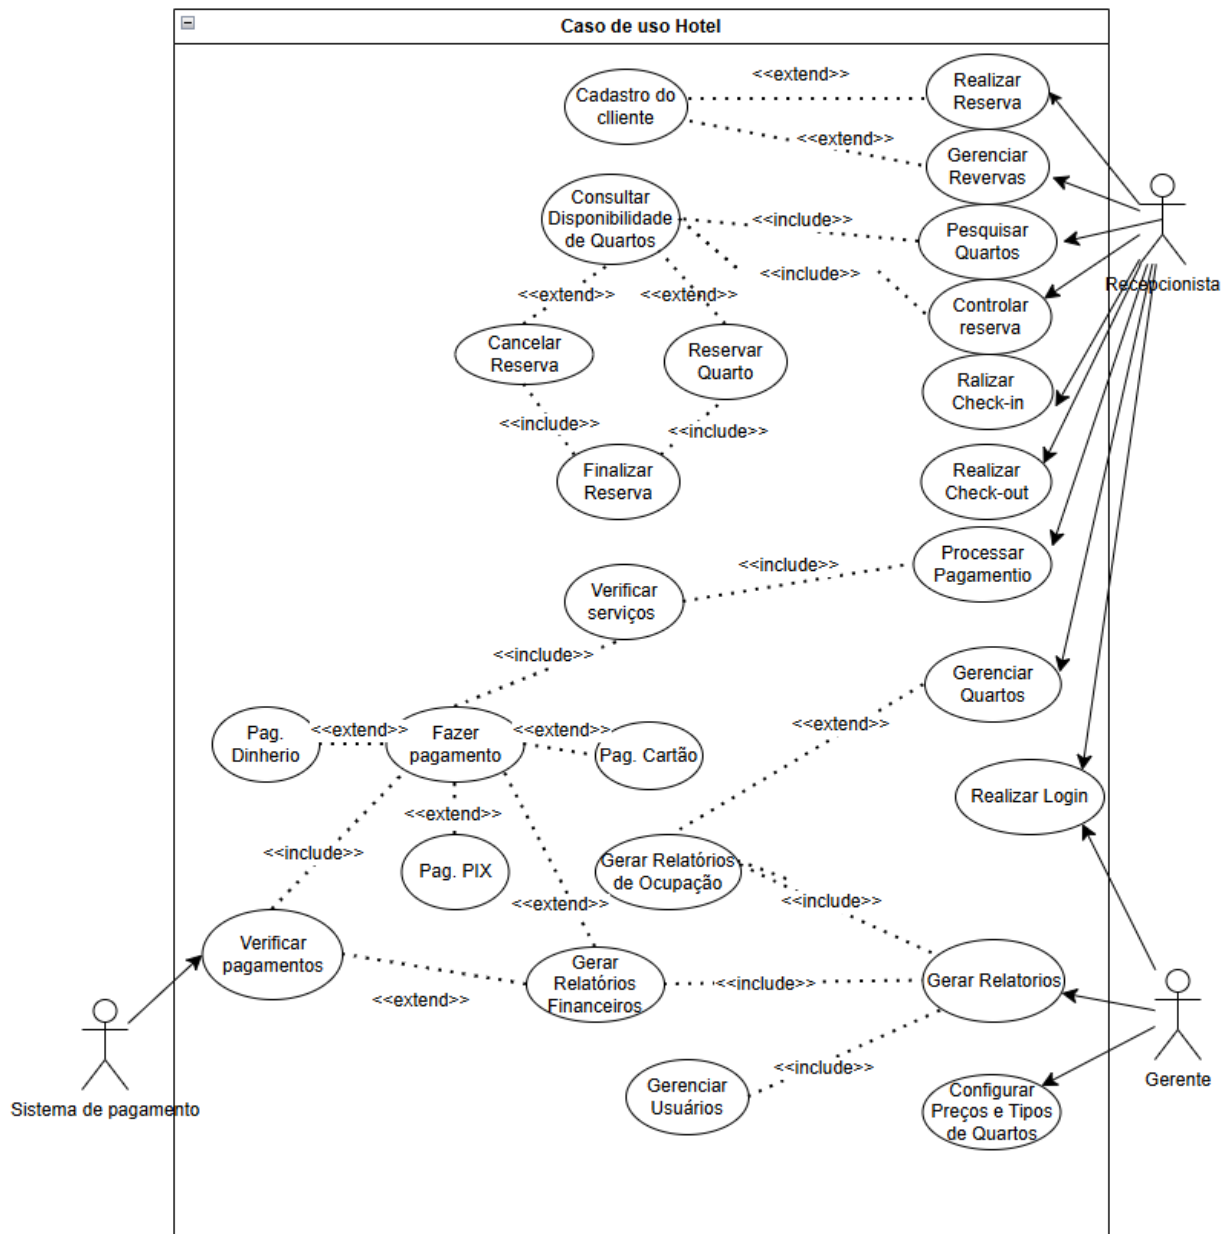 Caso de uso Hotel
<<extend>>
Realizar
Reserva
Cadastro do
clliente
<<extend>>
Gerenciar
Revervas
Consultar
Disponibilidade
de Quartos
<<include>>
Pesquisar
Quartos
<<include>>
Recepcionista
<<extend>>
<<extend>>
Controlar
reserva
Cancelar
Reserva
Reservar
Quarto
Ralizar
Check-in
<<include>>
<<include>>
Finalizar
Reserva
Realizar
Check-out
Processar
Pagamentio
<<include>>
Verificar
serviços
<<include>>
Gerenciar
Quartos
Pag.
Dinherio
<<extend>>
Fazer
pagamento
<<extend>>
Pag. Cartão
<<extend>>
Realizar Login
<<extend>>
<<include>>
Pag. PIX
Gerar Relatórios
de Ocupação
<<include>>
<<extend>>
Verificar
pagamentos
<<extend>>
Gerar
Relatórios
Financeiros
<<include>>
Gerar Relatorios
<<include>>
Gerenciar
Usuários
Configurar
Preços e Tipos
de Quartos
Gerente
Sistema de pagamento